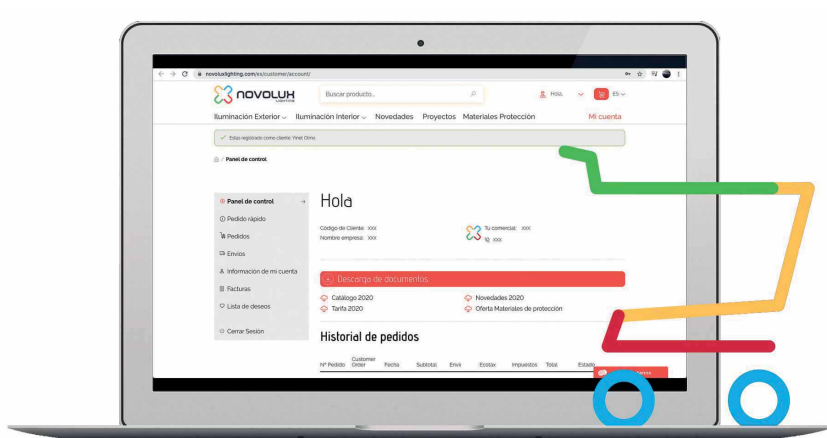 novoluxlighting.com/es/customer/account/
NOVOLUX
LIGHTING
Buscar producto...
Hola,
ES
Iluminación Exterior
Iluminación Interior
Novedades
Proyectos
Materiales Protección
Mi cuenta
/ Panel de control
Panel de control
Pedido rápido
Pedidos
Envíos
Información de mi cuenta
Facturas
Lista de deseos
Cerrar Sesión
Hola
Código de Cliente: xxx
Nombre empresa: xxx
Tu comercial: xxx
xxx
Descarga de documentos
Catálogo 2020
Tarifa 2020
Novedades 2020
Oferta Materiales de protección
Historial de pedidos
Nº Pedido
Customer
Order
Fecha
Subtotal
Envío
Ecotax
Impuestos
Total
Estado